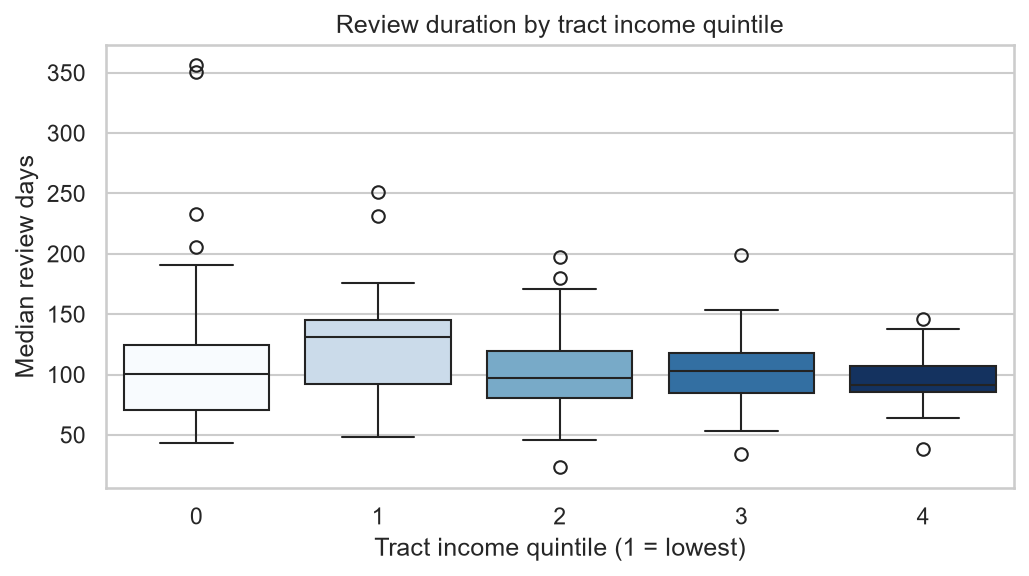 Review duration by tract income quintile
Median review days
350
300
250
200
150
100
50
0 1 2 3 4
Tract income quintile (1 = lowest)